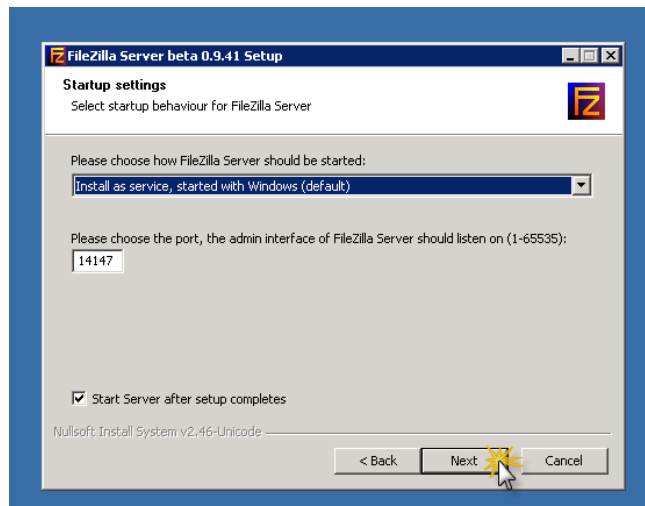 FileZilla Server beta 0.9.41 Setup
Startup settings
Select startup behaviour for FileZilla Server
FZ
Please choose how FileZilla Server should be started:
Install as service, started with Windows (default)
Please choose the port, the admin interface of FileZilla Server should listen on (1-65535):
14147
Start Server after setup completes
Nullsoft Install System v2.46-Unicode
< Back Next Cancel